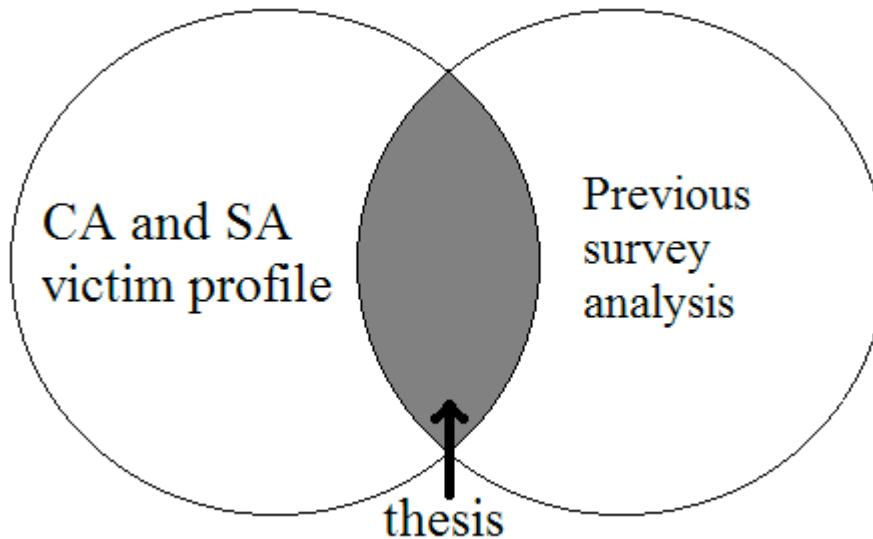 CA and SA
victim profile
Previous
survey
analysis
thesis